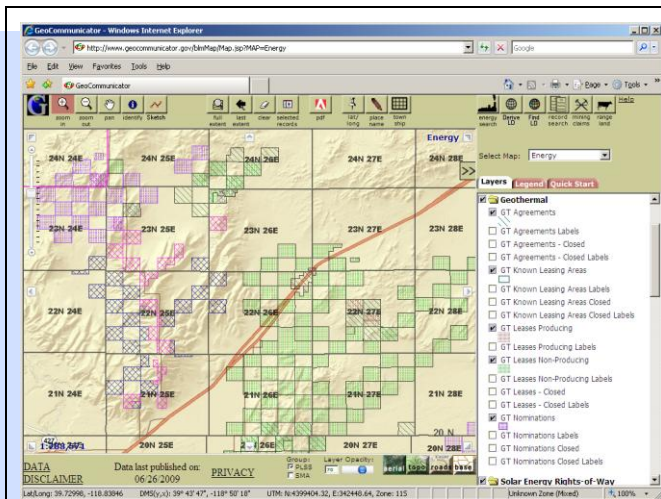 GeoCommunicator - Windows Internet Explorer
http://www.geocommunicator.gov/blmMap/Map.jsp?MAP=Energy
Google
File Edit View Favorites Tools Help
GeoCommunicator
Page Tools
zoom in
zoom out
pan
identify
Sketch
full extent
last extent
clear
selected records
pdf
lat/long
place name
township
energy search
Derive LD
Find LD
record search
mining claims
range land
Help
Energy
Select Map: Energy
>>
Layers Legend Quick Start
24N 24E 24N 25E 24N 26E 24N 27E 24N 28E
23N 25E 23N 26E 23N 27E 23N 28E
22N 24E 22N 25E 22N 26E 22N 27E 22N 28E
21N 24E 21N 25E 21N 26E 21N 27E 21N 28E
20 N
20N 25E 26E 20N 27E 20N 28E
Geothermal
GT Agreements
GT Agreements Labels
GT Agreements - Closed
GT Agreements - Closed Labels
GT Known Leasing Areas
GT Known Leasing Areas Labels
GT Known Leasing Areas Closed
GT Known Leasing Areas Closed Labels
GT Leases Producing
GT Leases Producing Labels
GT Leases Non-Producing
GT Leases Non-Producing Labels
GT Leases - Closed
GT Leases - Closed Labels
GT Nominations
GT Nominations Labels
GT Nominations Closed
GT Nominations Closed Labels
Solar Energy Rights-of-Way
DATA DISCLAIMER
Data last published on: 06/26/2009
PRIVACY
Group:
PLSS
SMA
Layer Opacity:
70
aerial topo roads base
Lat/Long: 39.72998, -118.83846 DMS(y,x): 39° 43' 47", -118° 50' 18" UTM: N:4399404.32, E:342448.64, Zone: 11S
Unknown Zone (Mixed) 100%